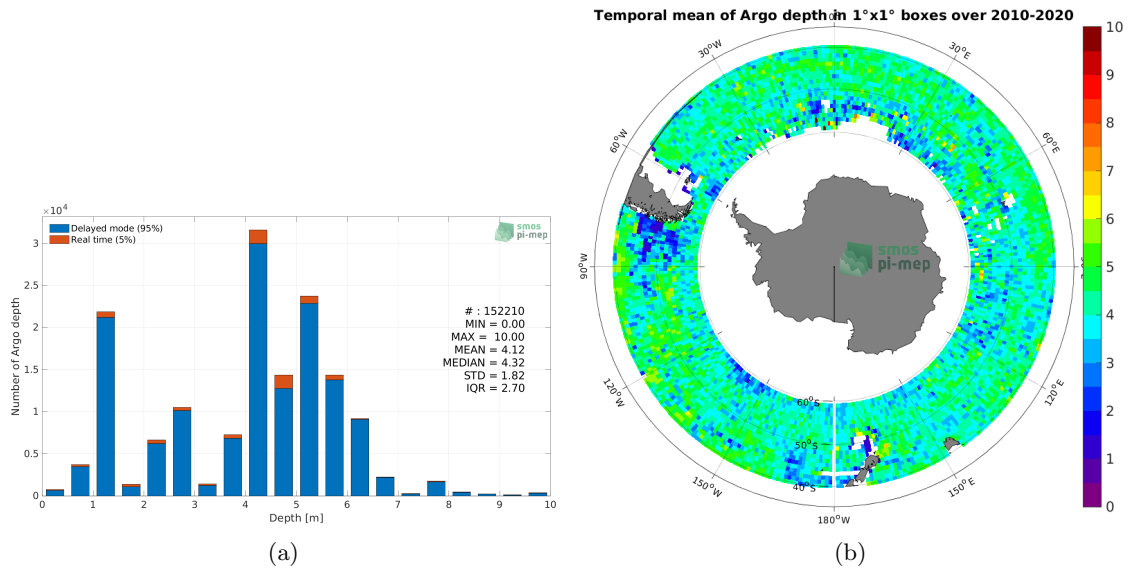 ×10⁴
Delayed mode (95%)
Real time (5%)
smos
pi-mep
# : 152210
MIN = 0.00
MAX = 10.00
MEAN = 4.12
MEDIAN = 4.32
STD = 1.82
IQR = 2.70
3
2.5
2
1.5
1
0.5
0
Number of Argo depth
0 1 2 3 4 5 6 7 8 9 10
Depth [m]
(a)
Temporal mean of Argo depth in 1°x1° boxes over 2010-2020
30°W
30°E
60°W
60°E
90°W
120°W
120°E
150°W
150°E
180°W
60°S
50°S
40°S
smos
pi-mep
10
9
8
7
6
5
4
3
2
1
0
(b)